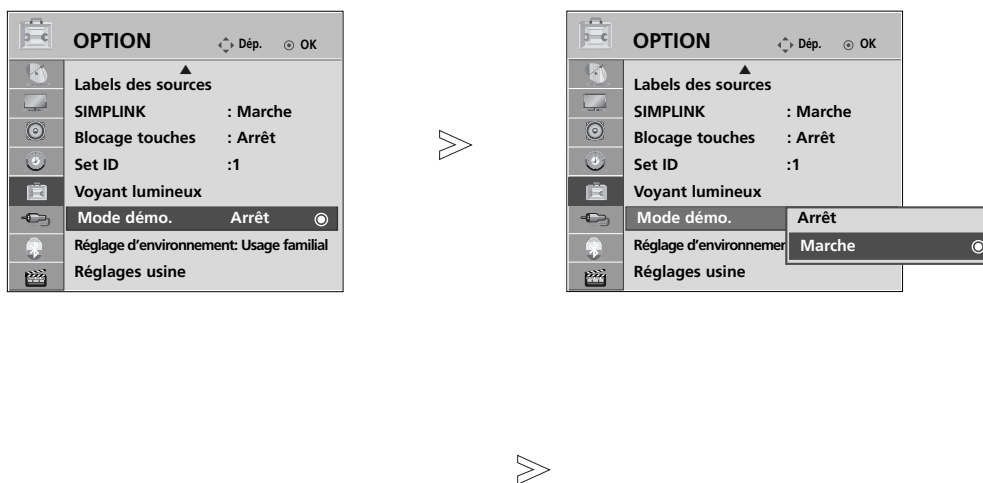 OPTION Dép. OK
Labels des sources
SIMPLINK : Marche
Blocage touches : Arrêt
Set ID :1
Voyant lumineux
Mode démo. Arrêt
Réglage d'environnement: Usage familial
Réglages usine
OPTION Dép. OK
Labels des sources
SIMPLINK : Marche
Blocage touches : Arrêt
Set ID :1
Voyant lumineux
Mode démo. Arrêt
Réglage d'environnemen Marche
Réglages usine